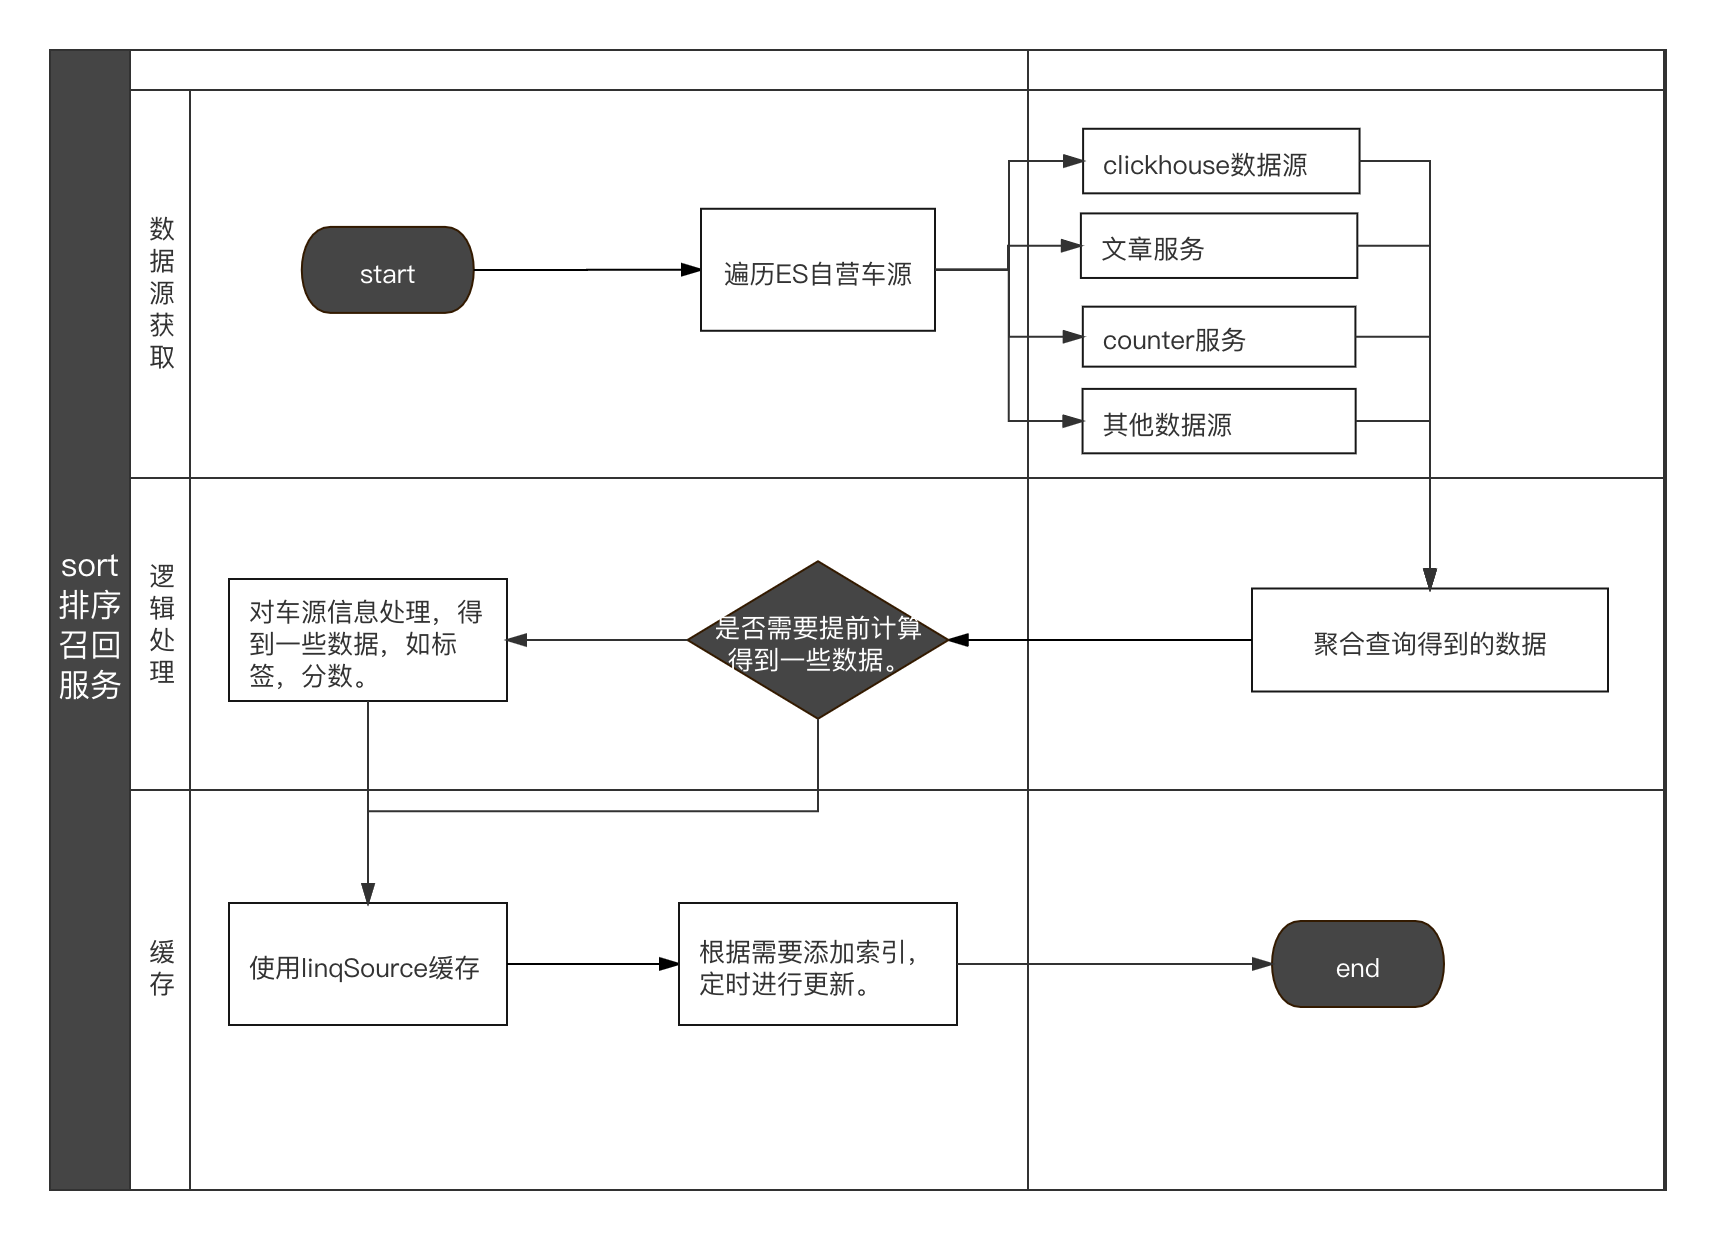 sort
排序
召回
服务
数
据
源
获
取
start
遍历ES自营车源
clickhouse数据源
文章服务
counter服务
其他数据源
逻
辑
处
理
对车源信息处理，得
到一些数据，如标
签，分数。
是否需要提前计算
得到一些数据。
聚合查询得到的数据
缓
存
使用linqSource缓存
根据需要添加索引，
定时进行更新。
end